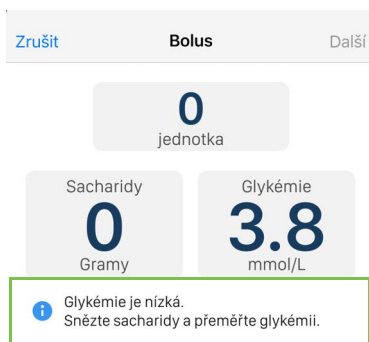 Zrušit Bolus Další
0
jednotka
Sacharidy Glykémie
0 3.8
Gramy mmol/L
Glykémie je nízká.
Snězte sacharidy a přeměřte glykémii.